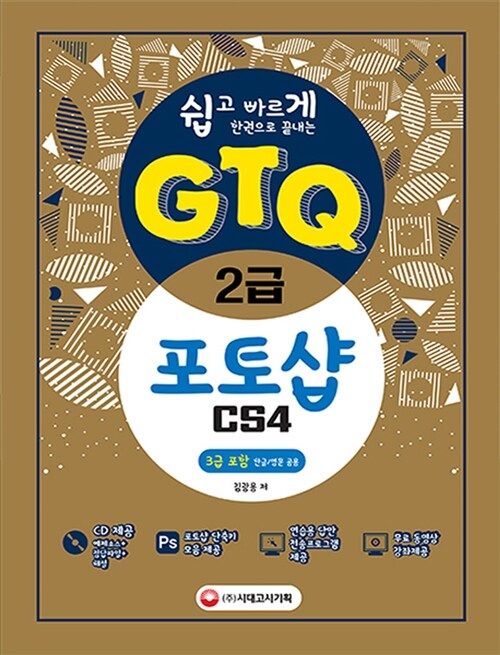 쉽고 빠르게
한권으로 끝내는
GTQ
2급
포토샵
CS4
3급 포함 한글/영문 공용
김광웅 저
CD 제공
예제소스+
정답파일+
해설
Ps
포토샵 단축키
모음 제공
연습용 답안
전송프로그램
제공
무료 동영상
강좌제공
(주)시대고시기획